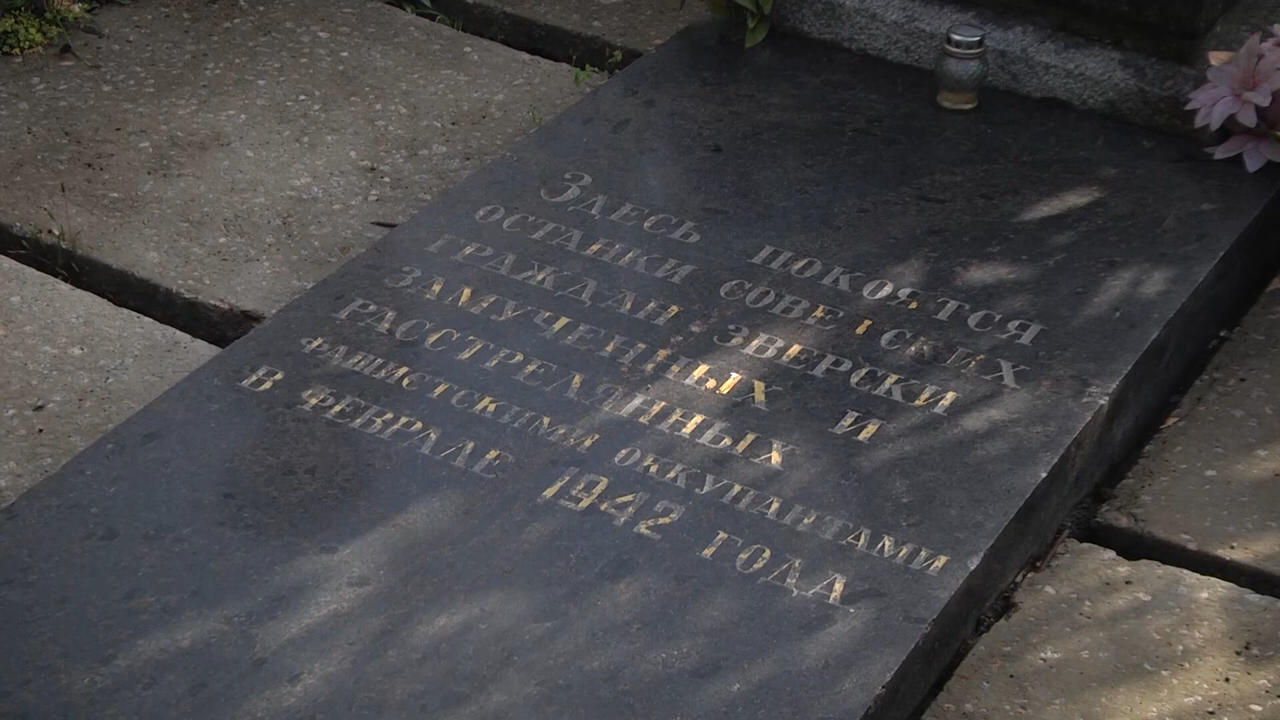 Здесь покоятся
останки советских
граждан зверски
замученных и
расстрелянных
фашистскими оккупантами
в феврале 1942 года